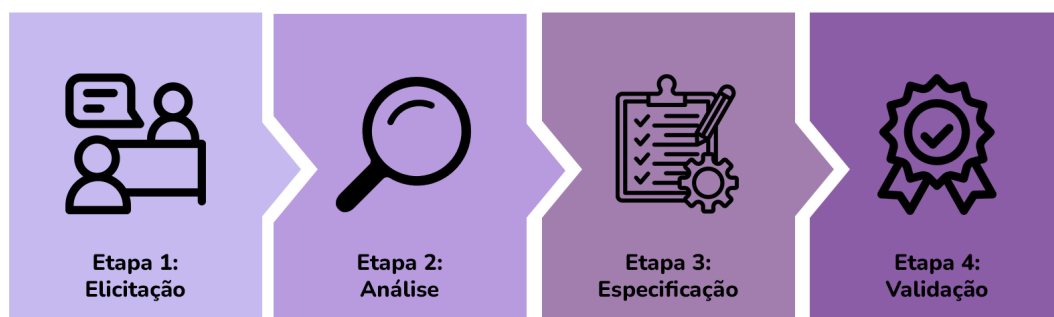 Etapa 1:
Elicitação
Etapa 2:
Análise
Etapa 3:
Especificação
Etapa 4:
Validação